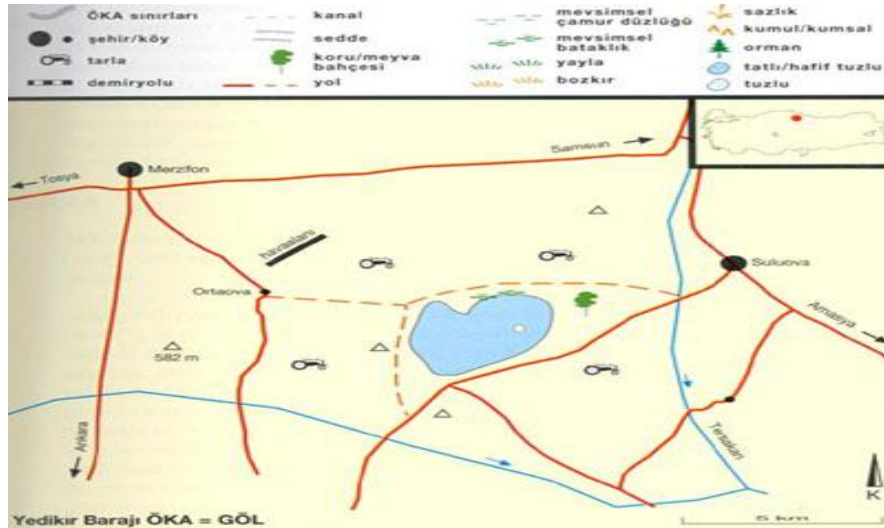 ÖKA sınırları
şehir/köy
tarla
demiryolu
kanal
sedde
koru/meyva
bahçesi
yol
mevsimsel
çamur düzlüğü
mevsimsel
bataklık
yayla
bozkır
sazlık
kumul/kumsal
orman
tatlı/hafif tuzlu
tuzlu
Tosya
Merzifon
Samsun
havaalanı
Suluova
Ortaova
Amasya
582 m
Ankara
Tersakan
K
5 km
Yedikır Barajı ÖKA = GÖL